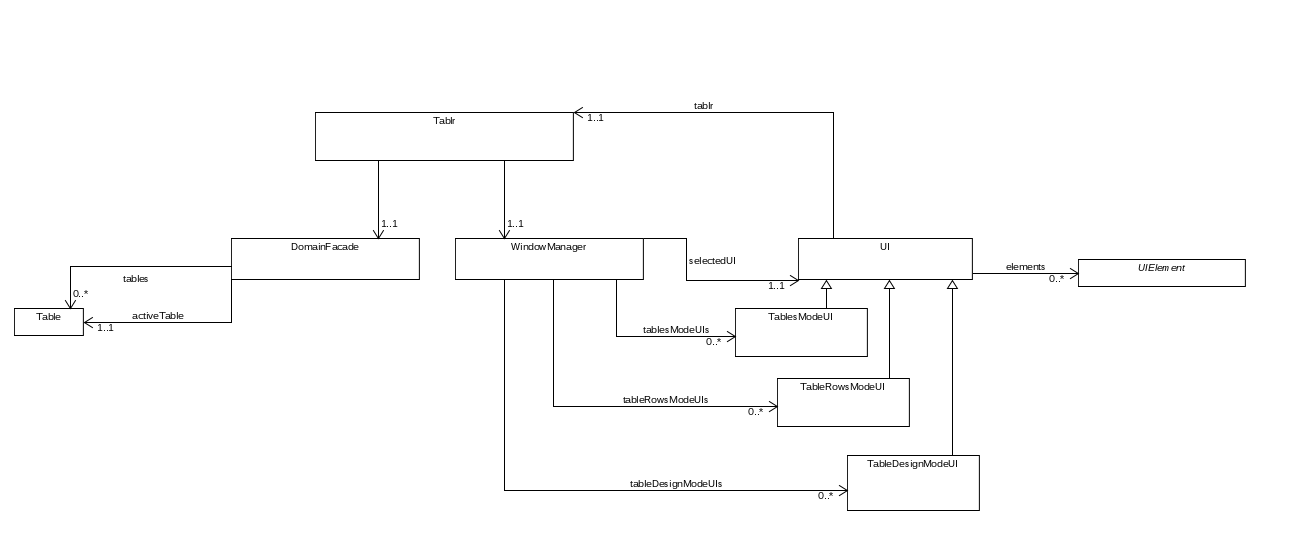 tablr
1..1
Tablr
1..1
1..1
DomainFacade
WindowManager
UI
selectedUI
1..1
elements
0..*
UIElement
tables
0..*
Table
activeTable
1..1
TablesModeUI
tablesModeUIs
0..*
TableRowsModeUI
tableRowsModeUIs
0..*
TableDesignModeUI
tableDesignModeUIs
0..*